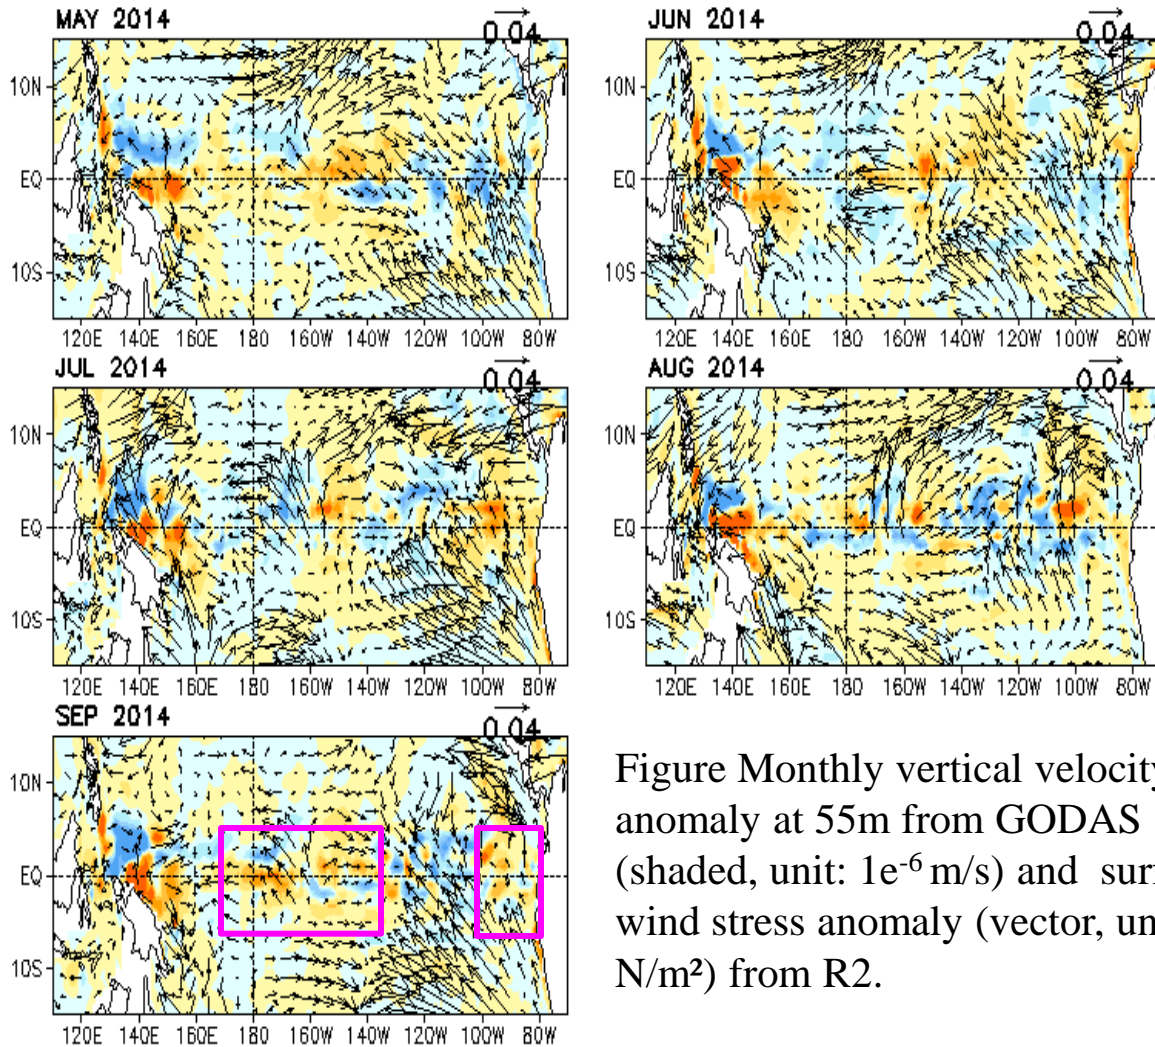 MAY 2014
0.04
10N
EQ
10S
120E 140E 160E 180 160W 140W 120W 100W 80W
JUN 2014
0.04
10N
EQ
10S
120E 140E 160E 180 160W 140W 120W 100W 80W
JUL 2014
0.04
10N
EQ
10S
120E 140E 160E 180 160W 140W 120W 100W 80W
AUG 2014
0.04
10N
EQ
10S
120E 140E 160E 180 160W 140W 120W 100W 80W
SEP 2014
0.04
10N
EQ
10S
120E 140E 160E 180 160W 140W 120W 100W 80W
Figure Monthly vertical velocity
anomaly at 55m from GODAS
(shaded, unit: 1e⁻⁶ m/s) and sur
wind stress anomaly (vector, un
N/m²) from R2.